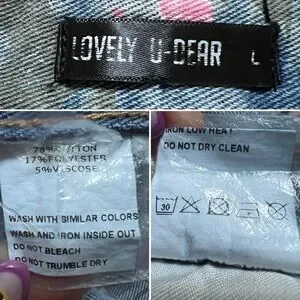 LOVELY U-DEAR L
78%COTTON
17%POLYESTER
5%VISCOSE
WASH WITH SIMILAR COLORS
WASH AND IRON INSIDE OUT
DO NOT BLEACH
DO NOT TRUMBLE DRY
IRON LOW HEAT
DO NOT DRY CLEAN
30